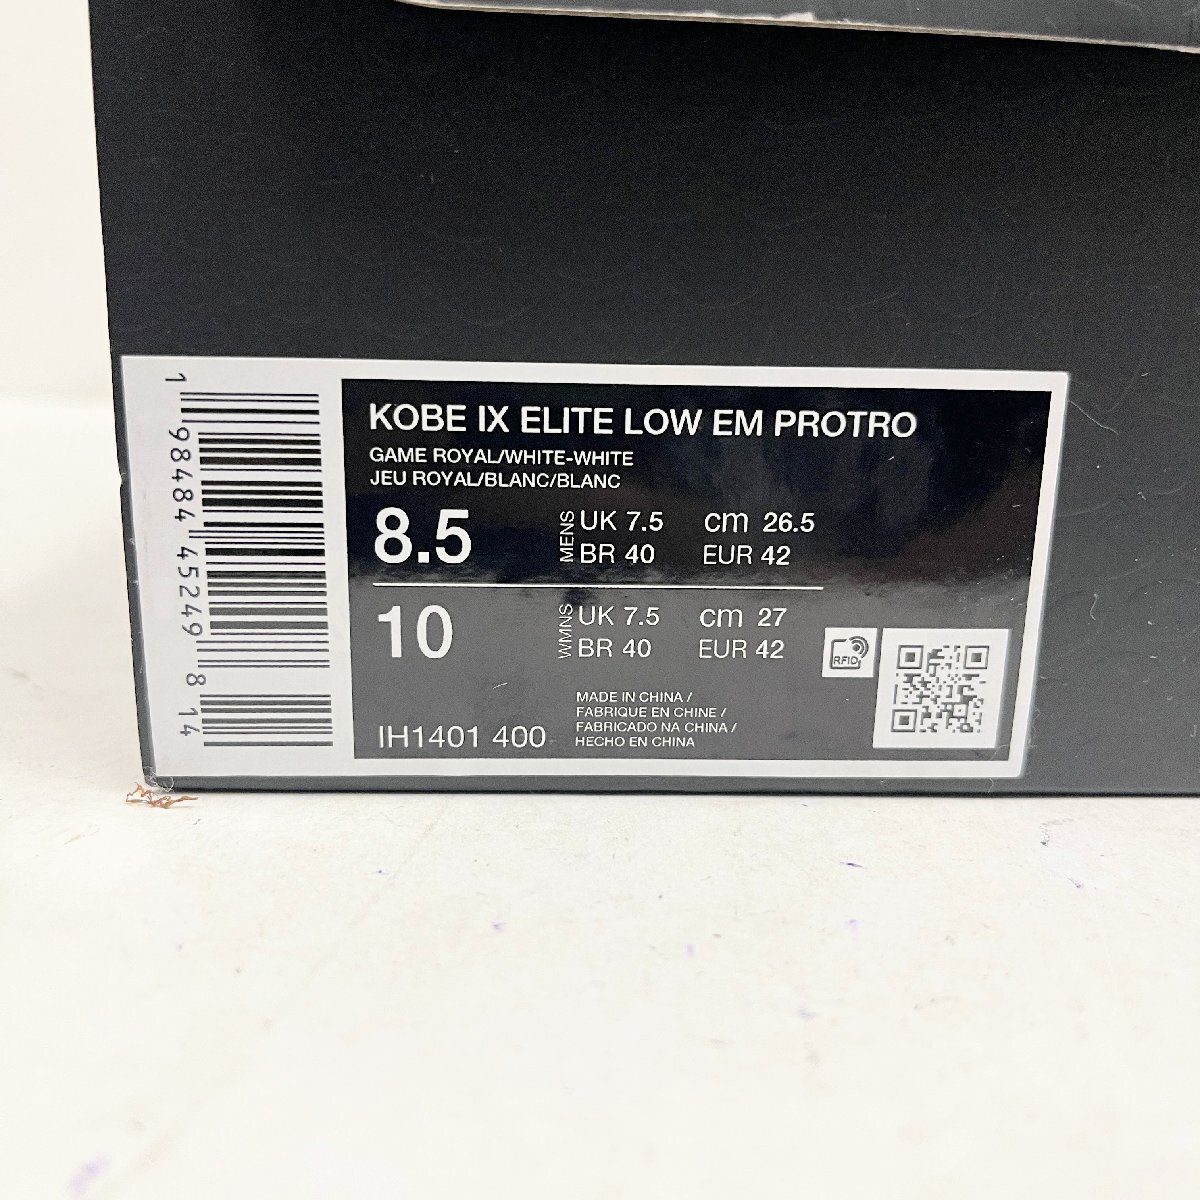 KOBE IX ELITE LOW EM PROTRO
GAME ROYAL/WHITE-WHITE
JEU ROYAL/BLANC/BLANC
8.5 MENS UK 7.5 cm 26.5
BR 40 EUR 42
10 WMNS UK 7.5 cm 27
BR 40 EUR 42
RFID
IH1401 400
MADE IN CHINA /
FABRIQUE EN CHINE /
FABRICADO NA CHINA /
HECHO EN CHINA
1 98484 45249 8 14